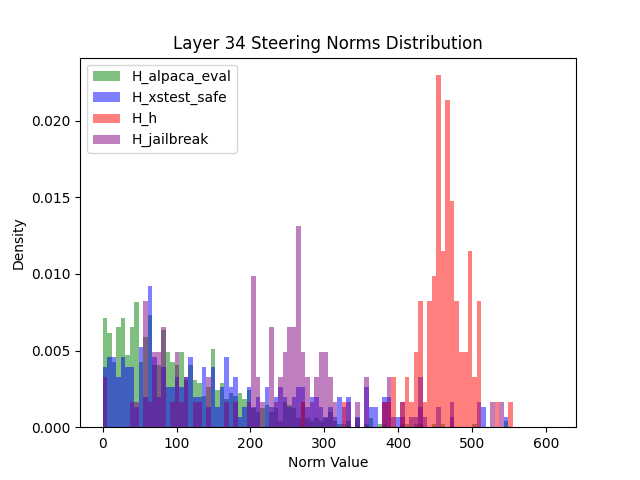 Layer 34 Steering Norms Distribution
H_alpaca_eval
H_xstest_safe
H_h
H_jailbreak
Density
0.020
0.015
0.010
0.005
0.000
0 100 200 300 400 500 600
Norm Value